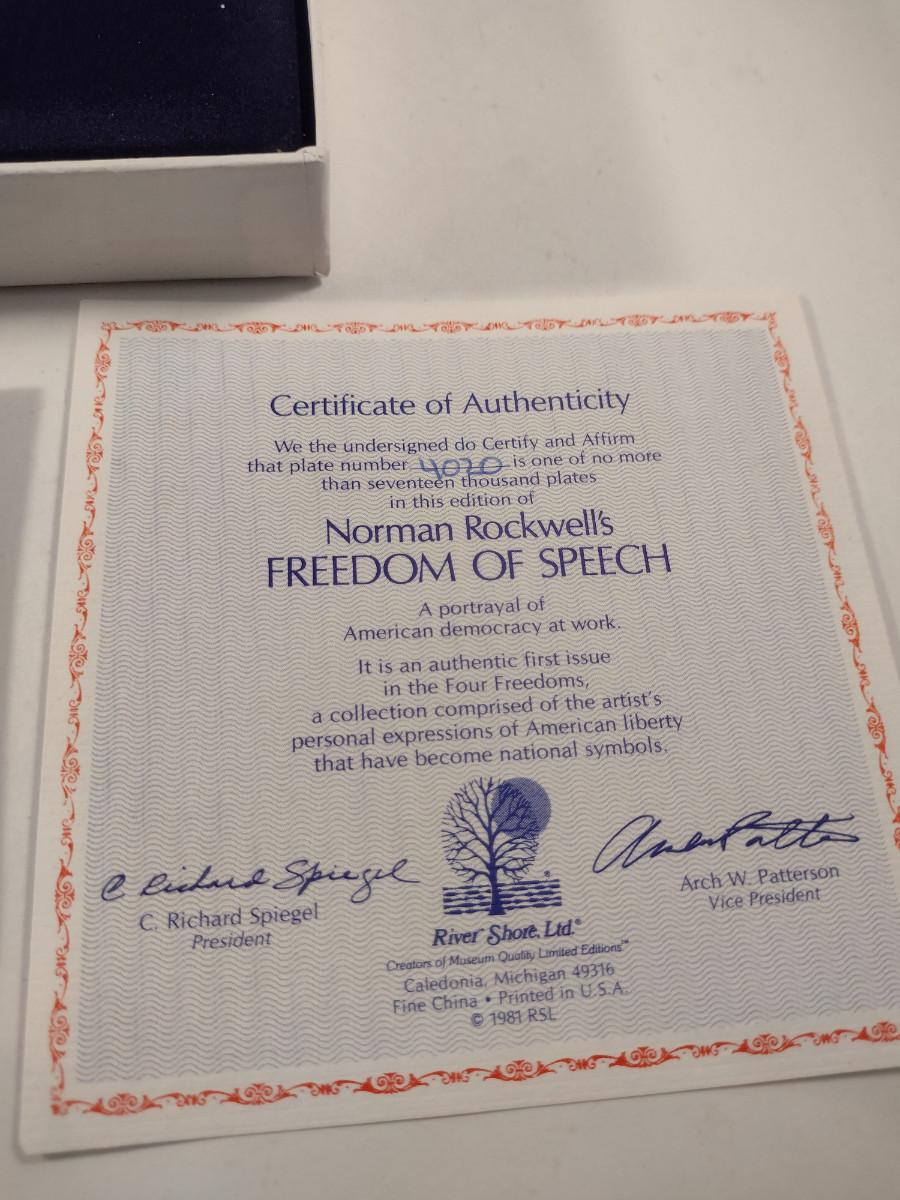 Certificate of Authenticity
We the undersigned do Certify and Affirm
that plate number 4020 is one of no more
than seventeen thousand plates
in this edition of
Norman Rockwell's
FREEDOM OF SPEECH
A portrayal of
American democracy at work.
It is an authentic first issue
in the Four Freedoms,
a collection comprised of the artist's
personal expressions of American liberty
that have become national symbols.
C Richard Spiegel
C. Richard Spiegel
President
Arch W. Patterson
Vice President
®
River Shore, Ltd.®
Creators of Museum Quality Limited Editions™
Caledonia, Michigan 49316
Fine China • Printed in U.S.A.
© 1981 RSL